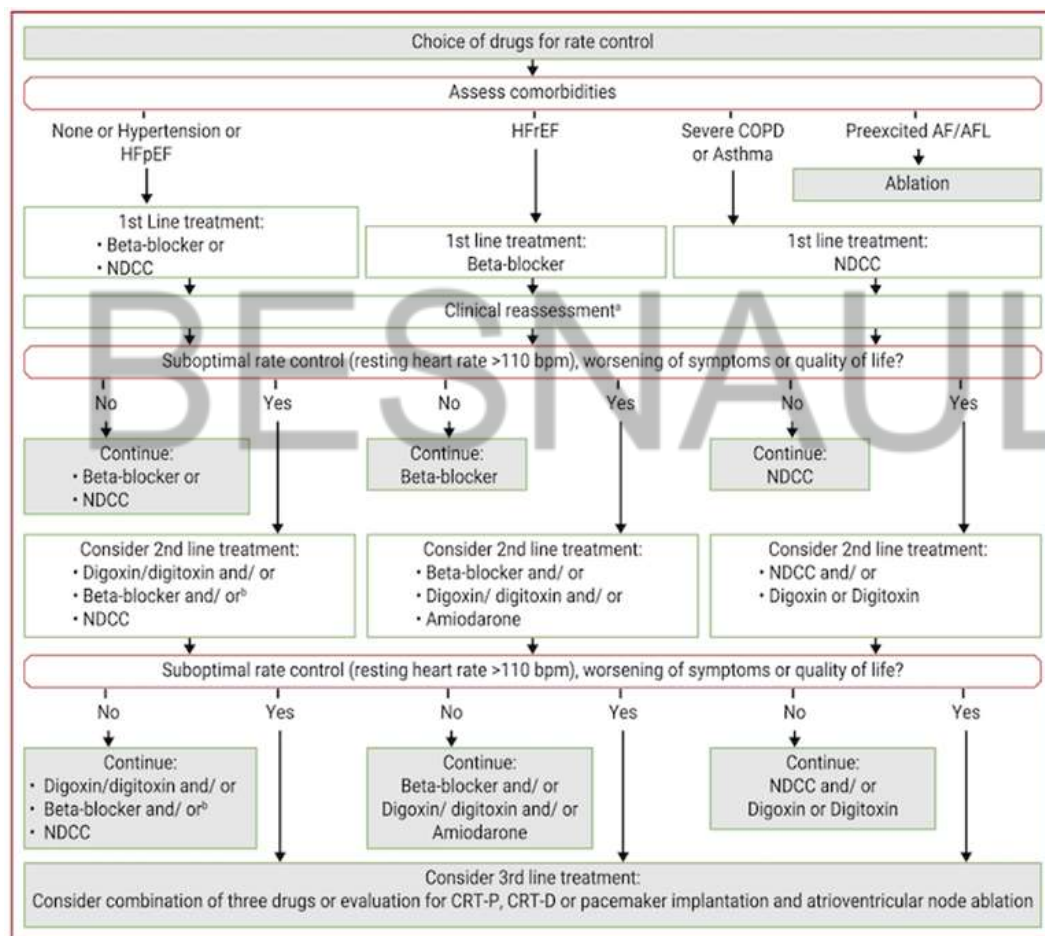 Choice of drugs for rate control
Assess comorbidities
None or Hypertension or
HFpEF
HFrEF
Severe COPD
or Asthma
Preexcited AF/AFL
Ablation
1st Line treatment:
• Beta-blocker or
• NDCC
1st line treatment:
Beta-blocker
1st line treatment:
NDCC
Clinical reassessmentᵃ
Suboptimal rate control (resting heart rate >110 bpm), worsening of symptoms or quality of life?
No
Yes
No
Yes
No
Yes
Continue:
• Beta-blocker or
• NDCC
Continue:
Beta-blocker
Continue:
NDCC
Consider 2nd line treatment:
• Digoxin/digitoxin and/ or
• Beta-blocker and/ orᵇ
• NDCC
Consider 2nd line treatment:
• Beta-blocker and/ or
• Digoxin/ digitoxin and/ or
• Amiodarone
Consider 2nd line treatment:
• NDCC and/ or
• Digoxin or Digitoxin
Suboptimal rate control (resting heart rate >110 bpm), worsening of symptoms or quality of life?
No
Yes
No
Yes
No
Yes
Continue:
• Digoxin/digitoxin and/ or
• Beta-blocker and/ orᵇ
• NDCC
Continue:
Beta-blocker and/ or
Digoxin/ digitoxin and/ or
Amiodarone
Continue:
NDCC and/ or
Digoxin or Digitoxin
Consider 3rd line treatment:
Consider combination of three drugs or evaluation for CRT-P, CRT-D or pacemaker implantation and atrioventricular node ablation
BESNAUL